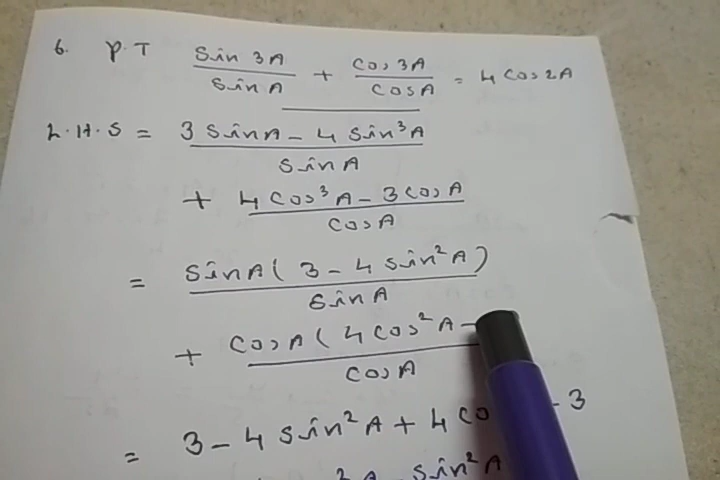 6. P.T sin 3A / sin A + cos 3A / cos A = 4 cos 2A
L.H.S = 3 sin A - 4 sin³A / sin A
+ 4 cos³A - 3 cos A / cos A
= sin A ( 3 - 4 sin²A ) / sin A
+ cos A ( 4 cos²A - / cos A
= 3 - 4 sin²A + 4 co - 3
²A - sin²A